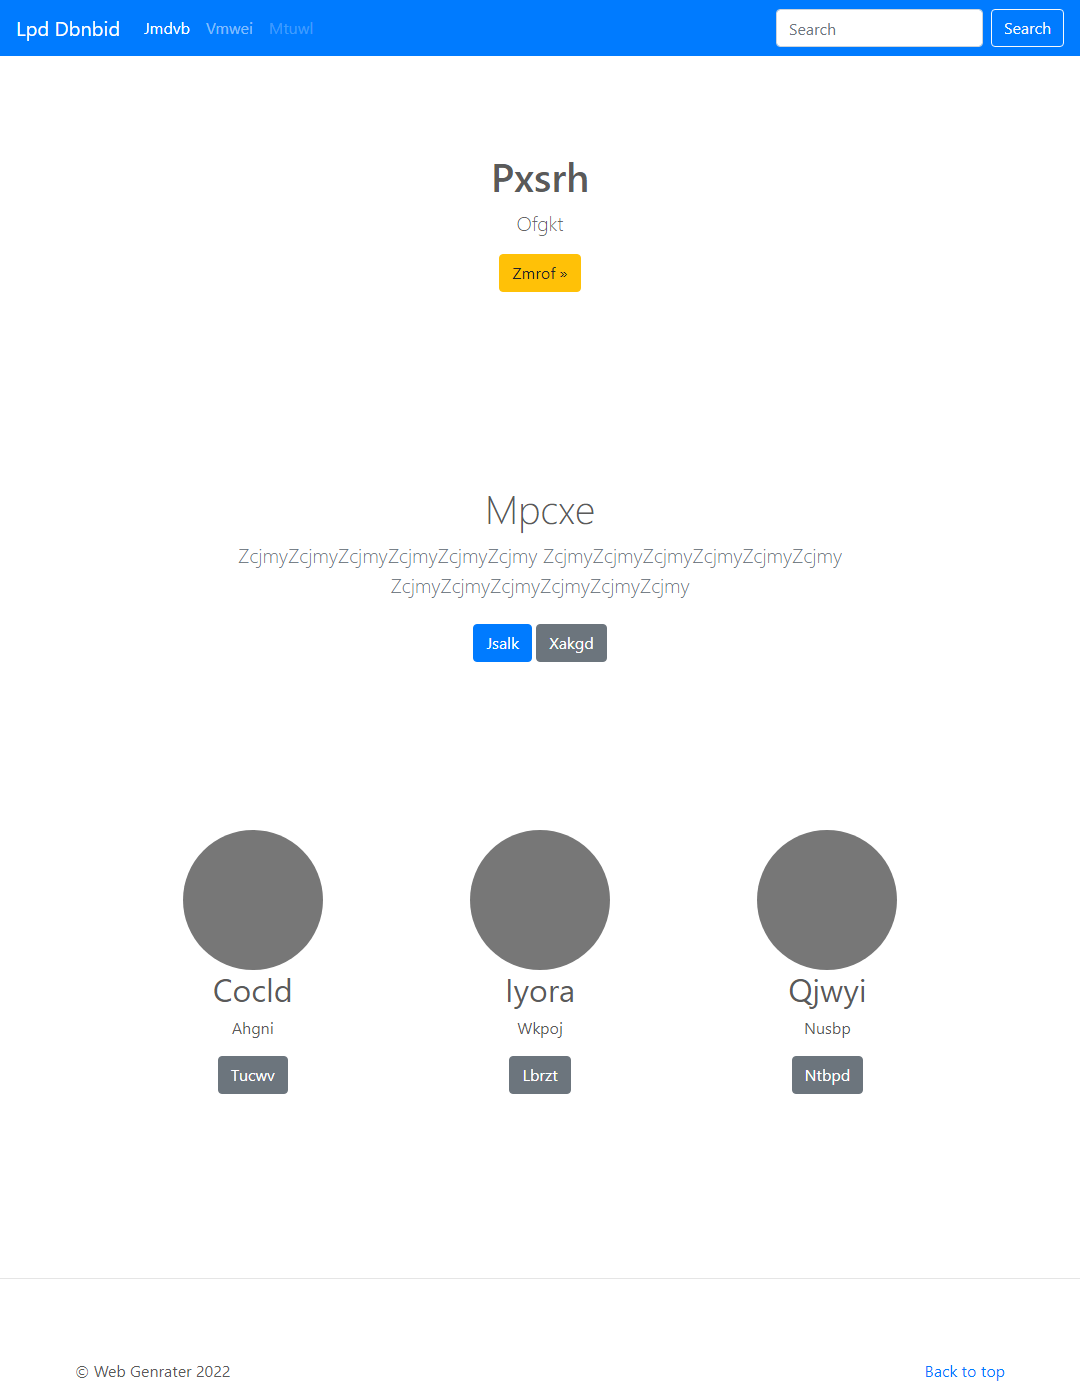 Lpd Dbnbid Jmdvb Vmwei Mtuwl Search Search
Pxsrh
Ofgkt
Zmrof »
Mpcxe
ZcjmyZcjmyZcjmyZcjmyZcjmyZcjmy ZcjmyZcjmyZcjmyZcjmyZcjmyZcjmy
ZcjmyZcjmyZcjmyZcjmyZcjmyZcjmy
Jsalk Xakgd
Cocld Iyora Qjwyi
Ahgni Wkpoj Nusbp
Tucwv Lbrzt Ntbpd
© Web Genrater 2022 Back to top